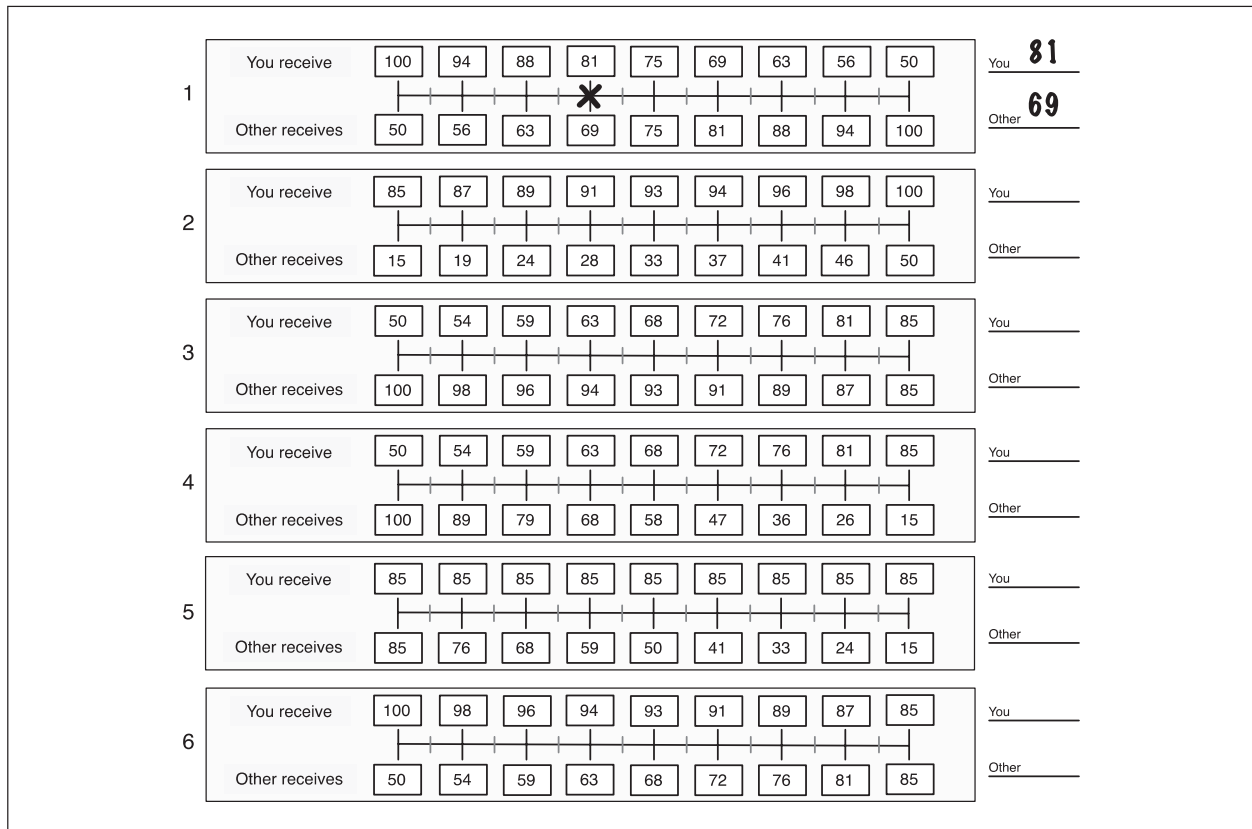 You receive 100 94 88 81 75 69 63 56 50 You 81
1
Other receives 50 56 63 69 75 81 88 94 100 Other 69
You receive 85 87 89 91 93 94 96 98 100 You
2
Other receives 15 19 24 28 33 37 41 46 50 Other
You receive 50 54 59 63 68 72 76 81 85 You
3
Other receives 100 98 96 94 93 91 89 87 85 Other
You receive 50 54 59 63 68 72 76 81 85 You
4
Other receives 100 89 79 68 58 47 36 26 15 Other
You receive 85 85 85 85 85 85 85 85 85 You
5
Other receives 85 76 68 59 50 41 33 24 15 Other
You receive 100 98 96 94 93 91 89 87 85 You
6
Other receives 50 54 59 63 68 72 76 81 85 Other